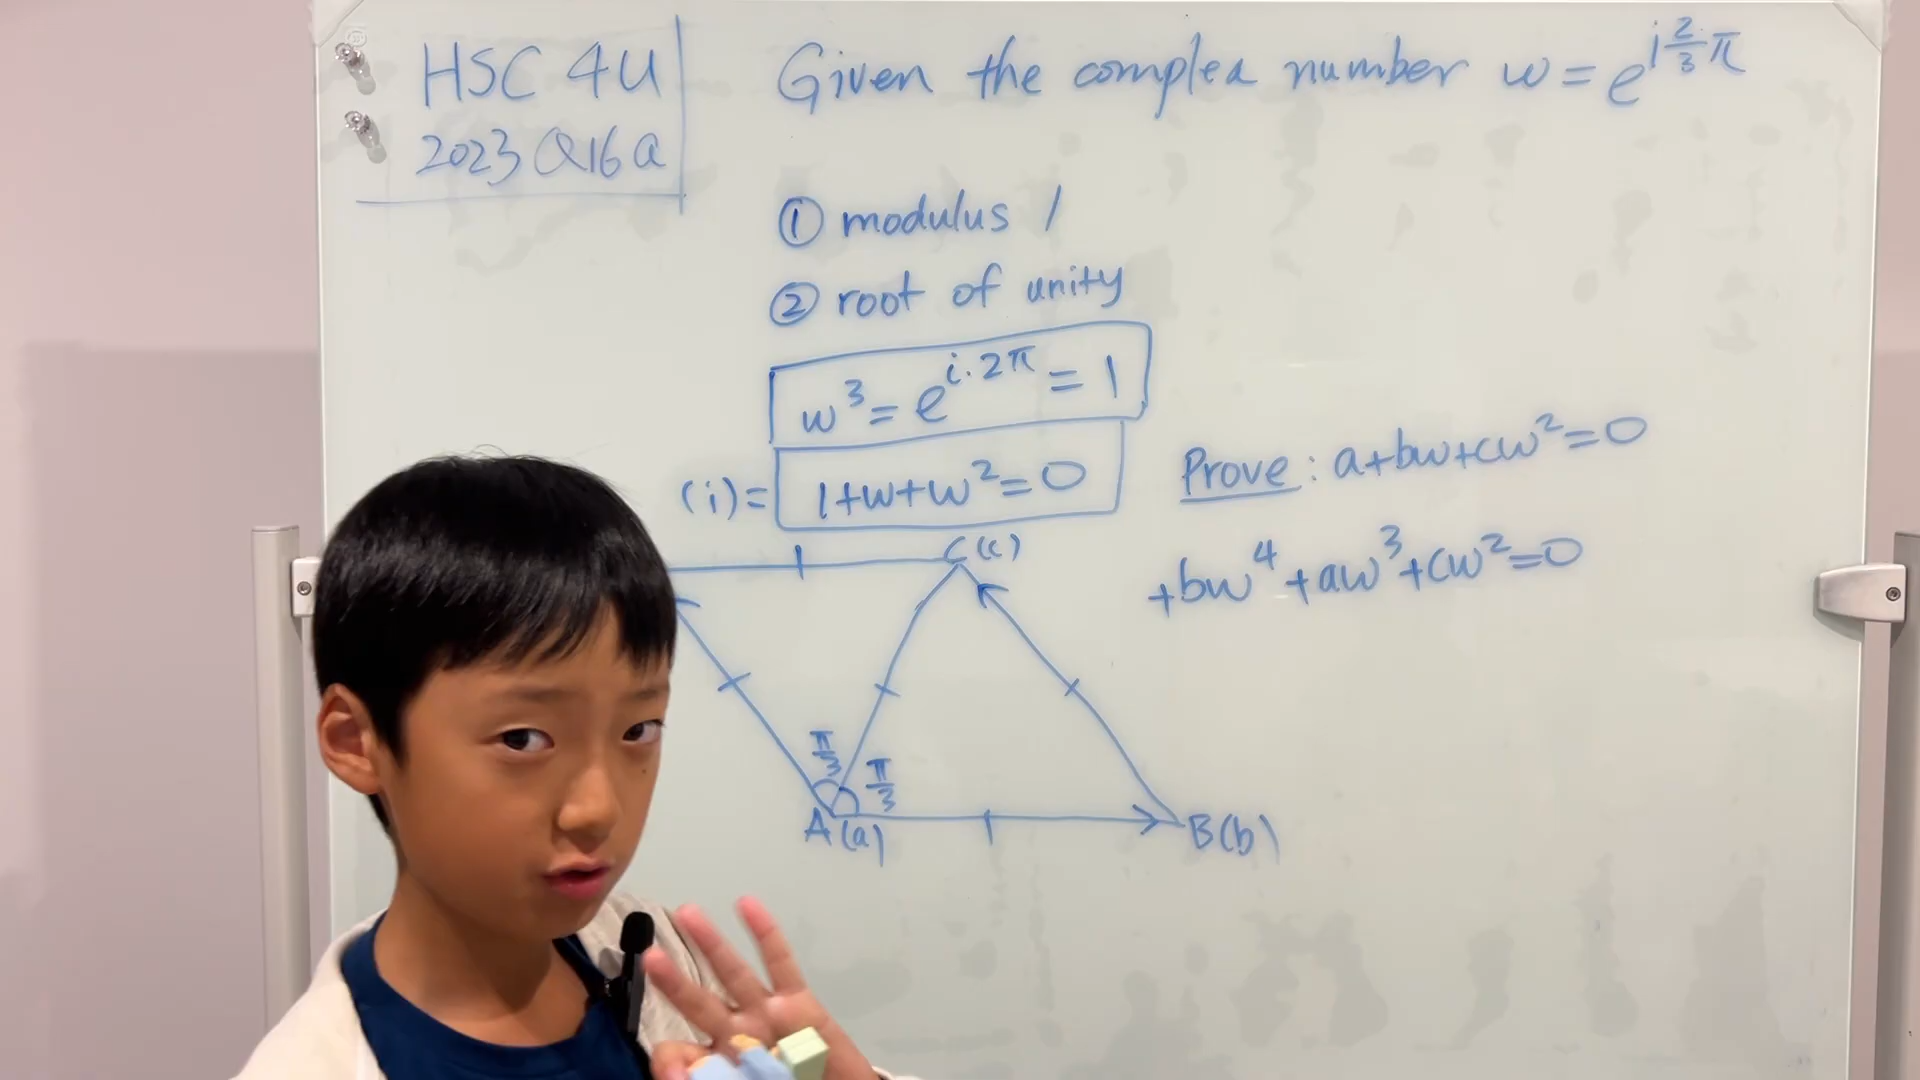 HSC 4U
2023 Q16 a
Given the complex number w = e^{i\frac{2}{3}π}
① modulus 1
② root of unity
w³ = e^{i·2π} = 1
(i) = 1+w+w²=0
Prove : a+bw+cw²=0
+bw⁴+aw³+cw²=0
C(c)
π/3
π/3
A(a)
B(b)